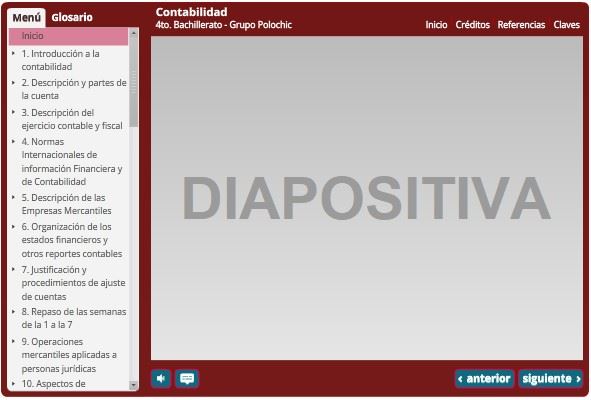 Menú
Glosario
Contabilidad
4to. Bachillerato - Grupo Polochic
Inicio
Créditos
Referencias
Claves
Inicio
1. Introducción a la
contabilidad
2. Descripción y partes de
la cuenta
3. Descripción del
ejercicio contable y fiscal
4. Normas
Internacionales de
información Financiera y
de Contabilidad
5. Descripción de las
Empresas Mercantiles
6. Organización de los
estados financieros y
otros reportes contables
7. Justificación y
procedimientos de ajuste
de cuentas
8. Repaso de las semanas
de la 1 a la 7
9. Operaciones
mercantiles aplicadas a
personas jurídicas
10. Aspectos de
DIAPOSITIVA
‹ anterior
siguiente ›